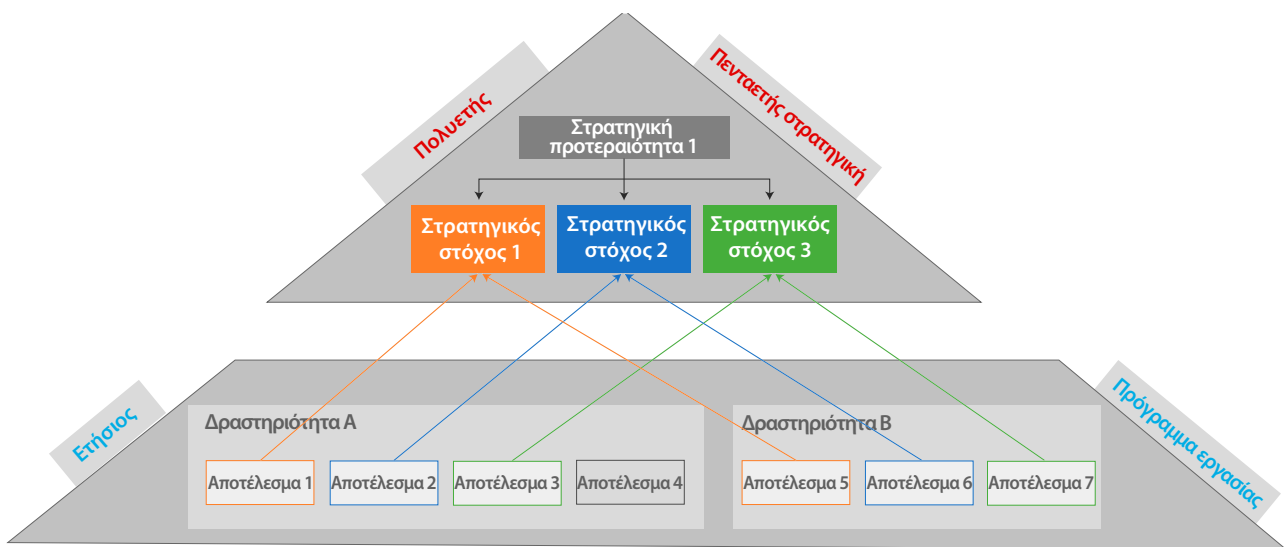 Πολυετής
Πενταετής στρατηγική
Στρατηγική
προτεραιότητα 1
Στρατηγικός
στόχος 1
Στρατηγικός
στόχος 2
Στρατηγικός
στόχος 3
Ετήσιος
Πρόγραμμα εργασίας
Δραστηριότητα Α
Δραστηριότητα Β
Αποτέλεσμα 1
Αποτέλεσμα 2
Αποτέλεσμα 3
Αποτέλεσμα 4
Αποτέλεσμα 5
Αποτέλεσμα 6
Αποτέλεσμα 7